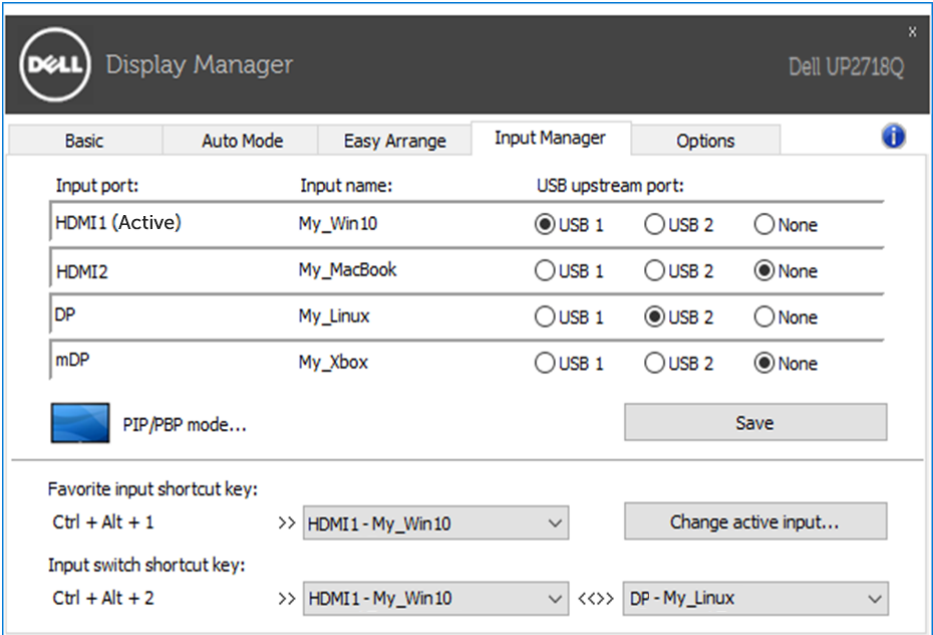 x
DELL Display Manager Dell UP2718Q
Basic Auto Mode Easy Arrange Input Manager Options i
Input port: Input name: USB upstream port:
HDMI1 (Active) My_Win10 USB 1 USB 2 None
HDMI2 My_MacBook USB 1 USB 2 None
DP My_Linux USB 1 USB 2 None
mDP My_Xbox USB 1 USB 2 None
PIP/PBP mode... Save
Favorite input shortcut key:
Ctrl + Alt + 1 >> HDMI1 - My_Win10 Change active input...
Input switch shortcut key:
Ctrl + Alt + 2 >> HDMI1 - My_Win10 <<>> DP - My_Linux